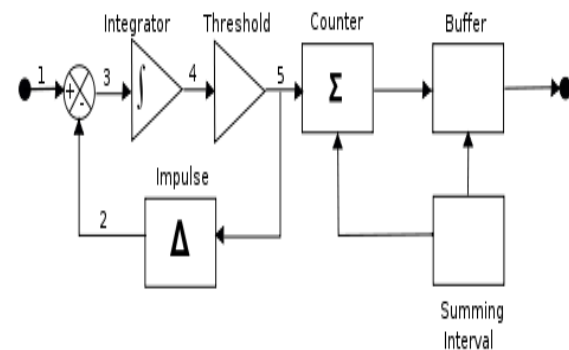 Integrator Threshold Counter Buffer
1 + - 3 ∫ 4 5 Σ
Impulse
2 Δ
Summing
Interval